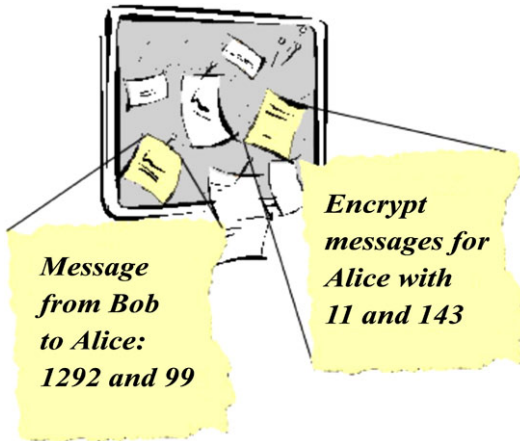 Message
from Bob
to Alice:
1292 and 99
Encrypt
messages for
Alice with
11 and 143